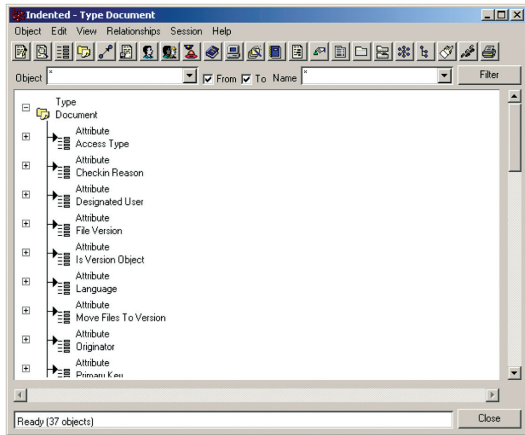 Indented - Type Document
Object Edit View Relationships Session Help
Object * From To Name * Filter
Type
Document
Attribute
Access Type
Attribute
Checkin Reason
Attribute
Designated User
Attribute
File Version
Attribute
Is Version Object
Attribute
Language
Attribute
Move Files To Version
Attribute
Originator
Attribute
Primary Key
Ready (37 objects) Close